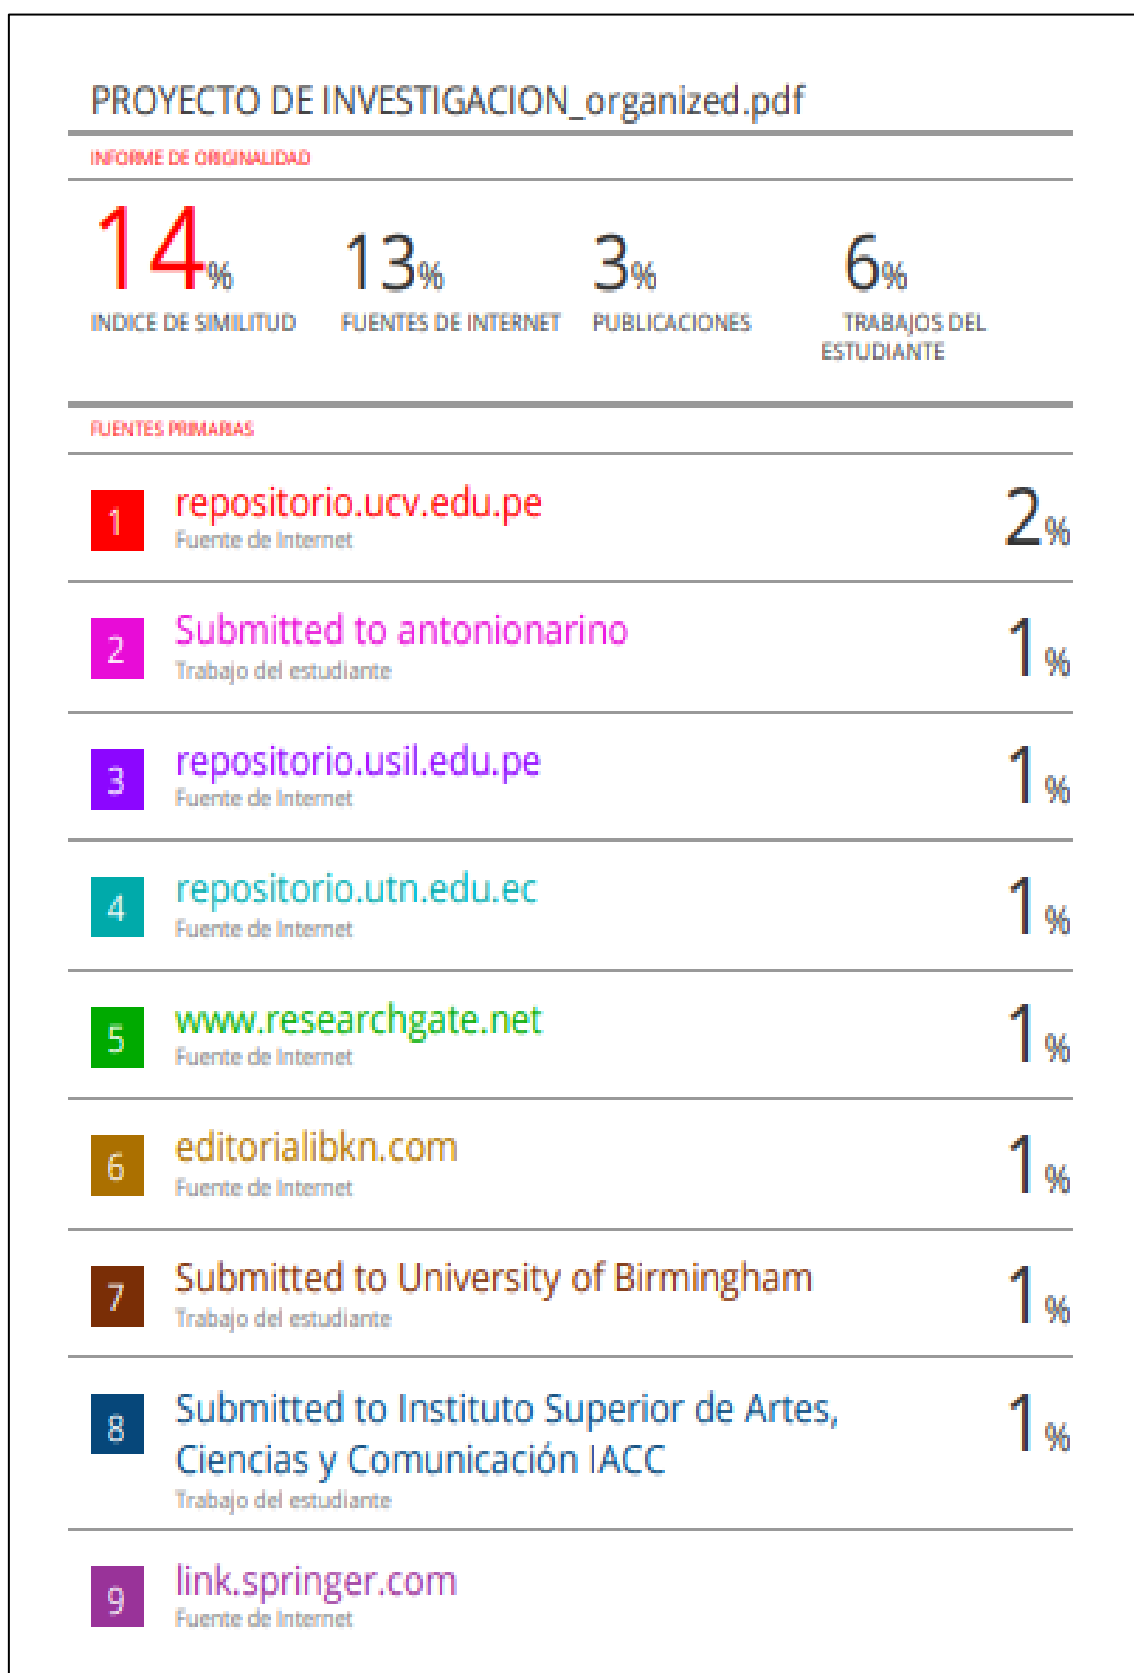 PROYECTO DE INVESTIGACION_organized.pdf
INFORME DE ORIGINALIDAD
14% 13% 3% 6%
INDICE DE SIMILITUD FUENTES DE INTERNET PUBLICACIONES TRABAJOS DEL
ESTUDIANTE
FUENTES PRIMARIAS
1 repositorio.ucv.edu.pe 2%
Fuente de Internet
2 Submitted to antonionarino 1%
Trabajo del estudiante
3 repositorio.usil.edu.pe 1%
Fuente de Internet
4 repositorio.utn.edu.ec 1%
Fuente de Internet
5 www.researchgate.net 1%
Fuente de Internet
6 editorialibkn.com 1%
Fuente de Internet
7 Submitted to University of Birmingham 1%
Trabajo del estudiante
8 Submitted to Instituto Superior de Artes, 1%
Ciencias y Comunicación IACC
Trabajo del estudiante
9 link.springer.com
Fuente de Internet